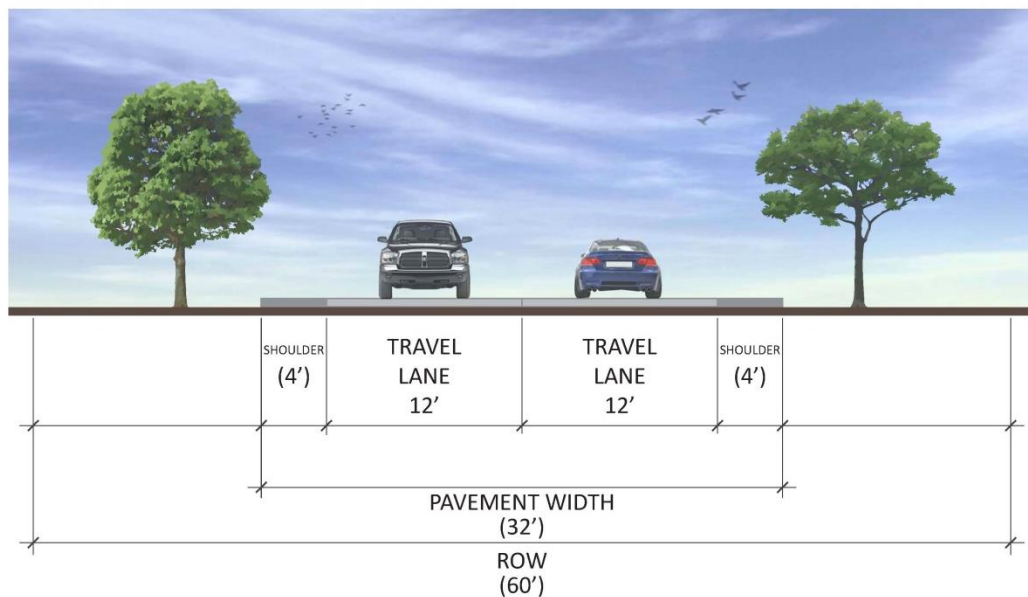 SHOULDER
(4’)
TRAVEL
LANE
12’
TRAVEL
LANE
12’
SHOULDER
(4’)
PAVEMENT WIDTH
(32’)
ROW
(60’)